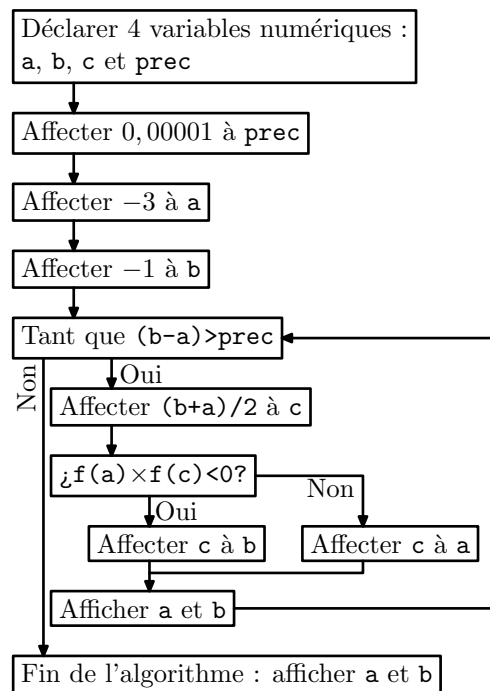 Déclarer 4 variables numériques :
a, b, c et prec
Affecter 0,00001 à prec
Affecter −3 à a
Affecter −1 à b
Tant que (b-a)>prec
Non
Oui
Affecter (b+a)/2 à c
¿f(a)×f(c)<0?
Non
Oui
Affecter c à b
Affecter c à a
Afficher a et b
Fin de l'algorithme : afficher a et b